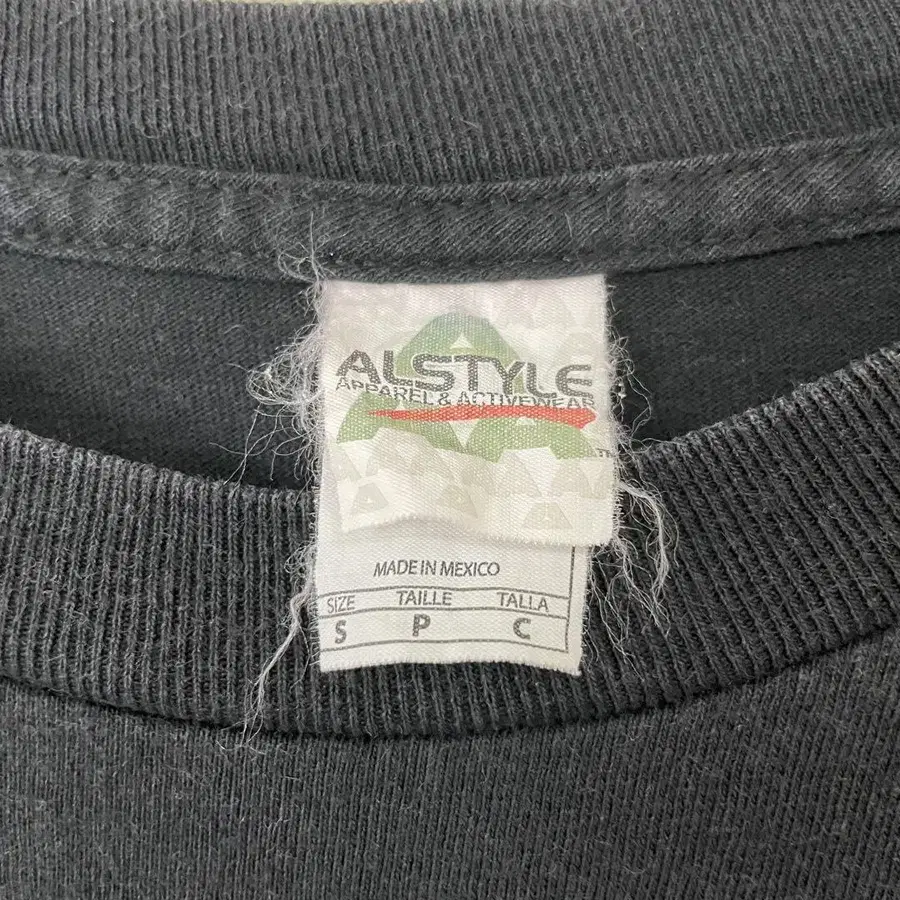 ALSTYLE
APPAREL & ACTIVEWEAR
MADE IN MEXICO
SIZE TAILLE TALLA
S P C